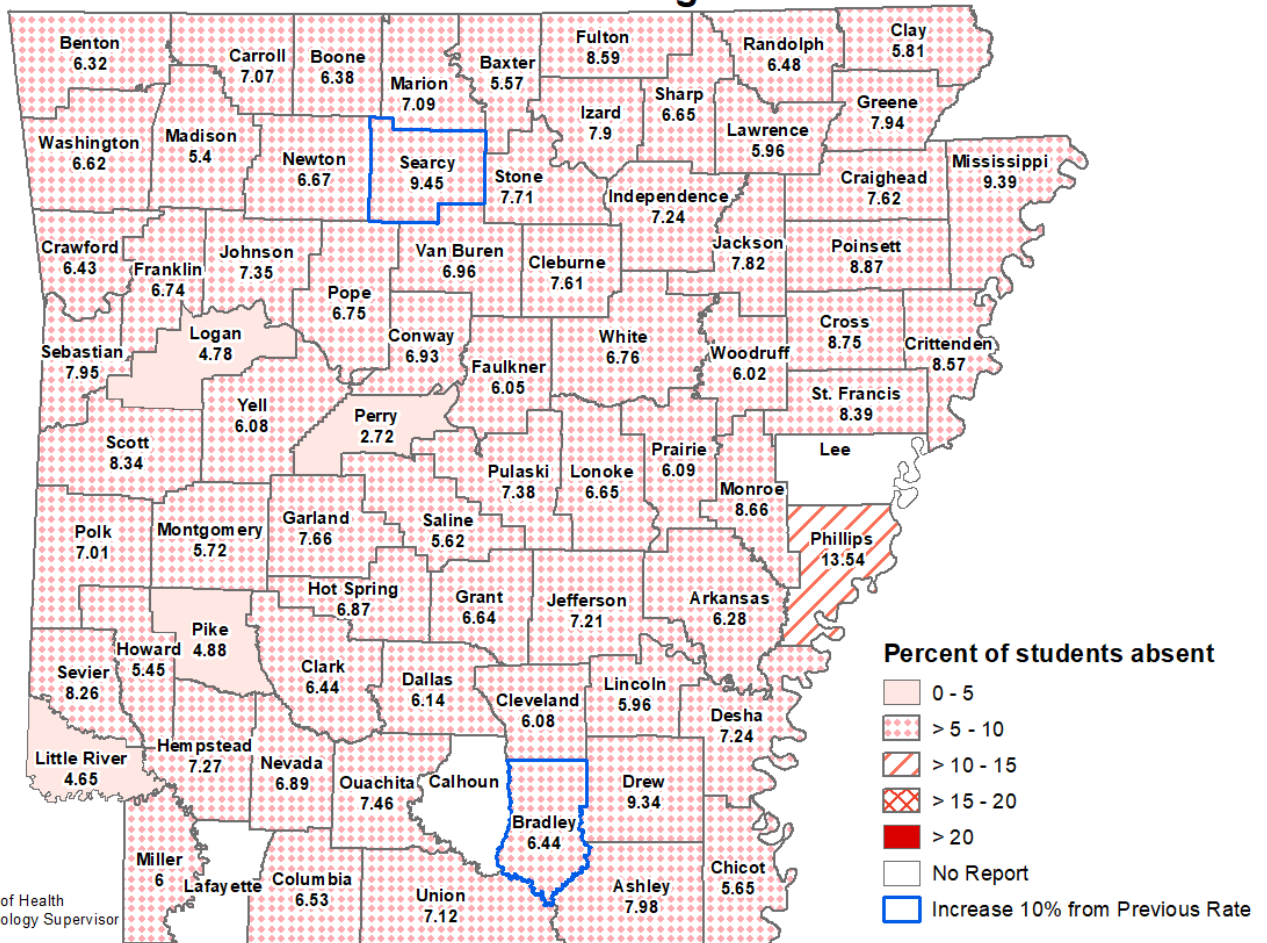 Benton
6.32
Carroll
7.07
Boone
6.38
Marion
7.09
Baxter
5.57
Fulton
8.59
Randolph
6.48
Clay
5.81
Izard
7.9
Sharp
6.65
Lawrence
5.96
Greene
7.94
Washington
6.62
Madison
5.4
Newton
6.67
Searcy
9.45
Stone
7.71
Independence
7.24
Craighead
7.62
Mississippi
9.39
Crawford
6.43
Franklin
6.74
Johnson
7.35
Pope
6.75
Van Buren
6.96
Cleburne
7.61
Jackson
7.82
Poinsett
8.87
Sebastian
7.95
Logan
4.78
Conway
6.93
Faulkner
6.05
White
6.76
Woodruff
6.02
Cross
8.75
Crittenden
8.57
St. Francis
8.39
Scott
8.34
Yell
6.08
Perry
2.72
Pulaski
7.38
Lonoke
6.65
Prairie
6.09
Monroe
8.66
Lee
Phillips
13.54
Polk
7.01
Montgomery
5.72
Garland
7.66
Saline
5.62
Hot Spring
6.87
Grant
6.64
Jefferson
7.21
Arkansas
6.28
Sevier
8.26
Howard
5.45
Pike
4.88
Clark
6.44
Dallas
6.14
Cleveland
6.08
Lincoln
5.96
Desha
7.24
Little River
4.65
Hempstead
7.27
Nevada
6.89
Ouachita
7.46
Calhoun
Bradley
6.44
Drew
9.34
Miller
6
Lafayette
Columbia
6.53
Union
7.12
Ashley
7.98
Chicot
5.65
Percent of students absent
0 - 5
> 5 - 10
> 10 - 15
> 15 - 20
> 20
No Report
Increase 10% from Previous Rate
of Health
ology Supervisor